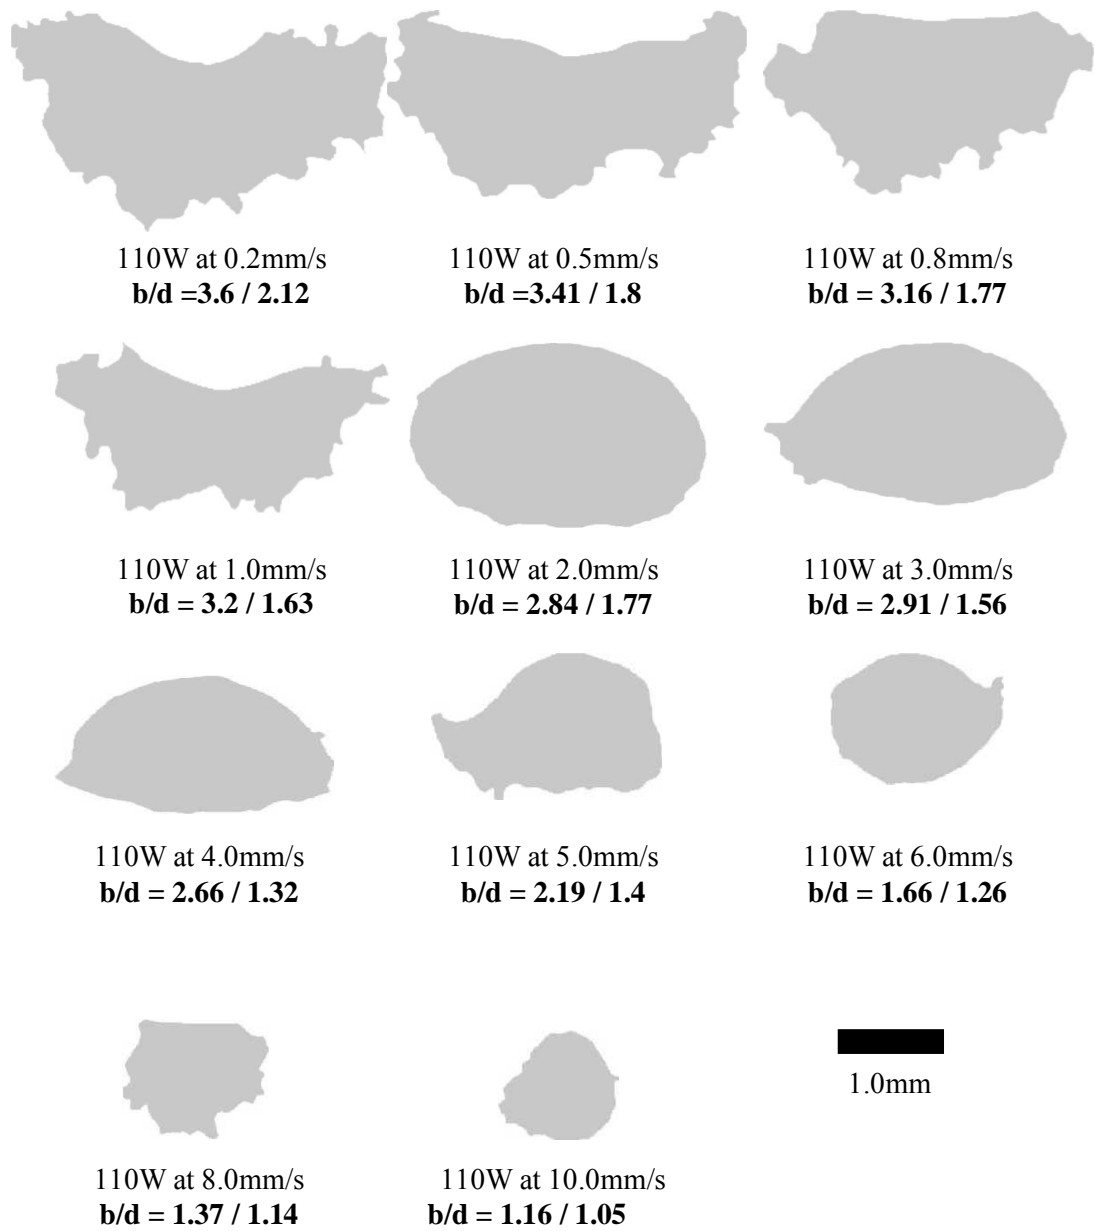 110W at 0.2mm/s
b/d =3.6 / 2.12
110W at 0.5mm/s
b/d =3.41 / 1.8
110W at 0.8mm/s
b/d = 3.16 / 1.77
110W at 1.0mm/s
b/d = 3.2 / 1.63
110W at 2.0mm/s
b/d = 2.84 / 1.77
110W at 3.0mm/s
b/d = 2.91 / 1.56
110W at 4.0mm/s
b/d = 2.66 / 1.32
110W at 5.0mm/s
b/d = 2.19 / 1.4
110W at 6.0mm/s
b/d = 1.66 / 1.26
110W at 8.0mm/s
b/d = 1.37 / 1.14
110W at 10.0mm/s
b/d = 1.16 / 1.05
1.0mm